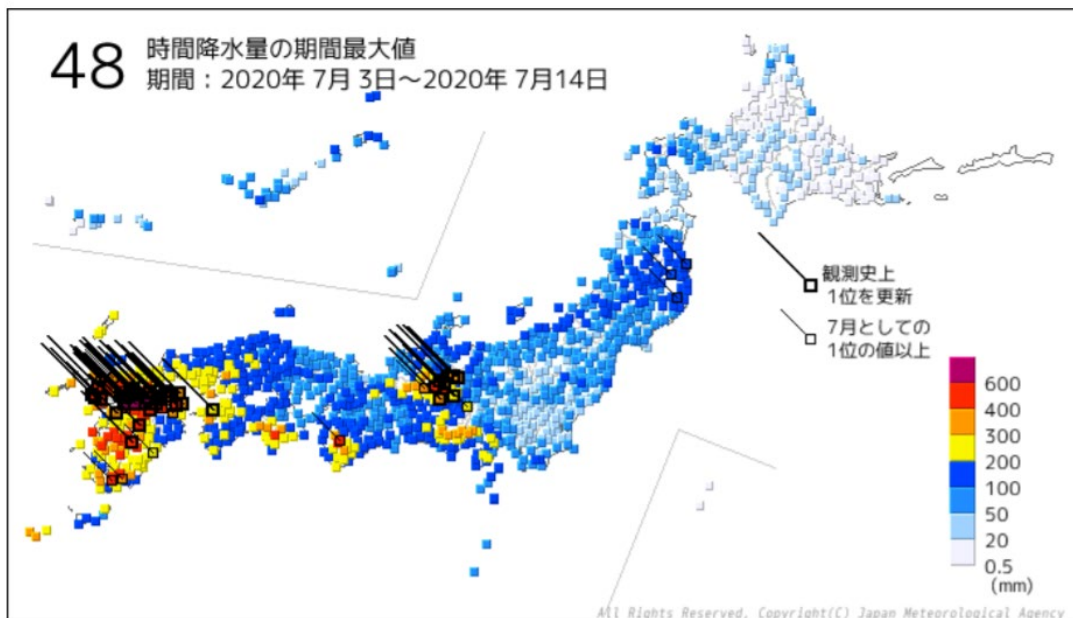 48
時間降水量の期間最大値
期間：2020年 7月 3日～2020年 7月14日
観測史上
1位を更新
7月としての
1位の値以上
600
400
300
200
100
50
20
0.5
(mm)
All Rights Reserved, Copyright(C) Japan Meteorological Agency